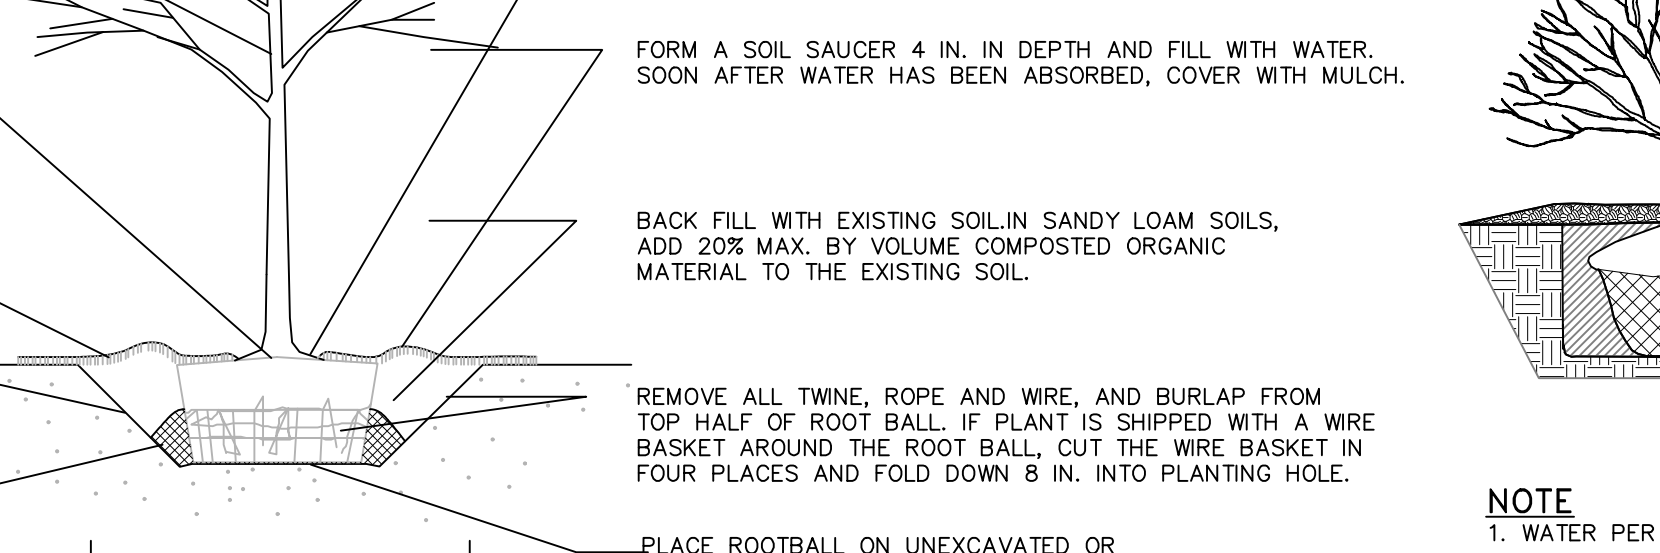 FORM A SOIL SAUCER 4 IN. IN DEPTH AND FILL WITH WATER.
SOON AFTER WATER HAS BEEN ABSORBED, COVER WITH MULCH.
BACK FILL WITH EXISTING SOIL.IN SANDY LOAM SOILS,
ADD 20% MAX. BY VOLUME COMPOSTED ORGANIC
MATERIAL TO THE EXISTING SOIL.
REMOVE ALL TWINE, ROPE AND WIRE, AND BURLAP FROM
TOP HALF OF ROOT BALL. IF PLANT IS SHIPPED WITH A WIRE
BASKET AROUND THE ROOT BALL, CUT THE WIRE BASKET IN
FOUR PLACES AND FOLD DOWN 8 IN. INTO PLANTING HOLE.
PLACE ROOTBALL ON UNEXCAVATED OR
NOTE
1. WATER PER